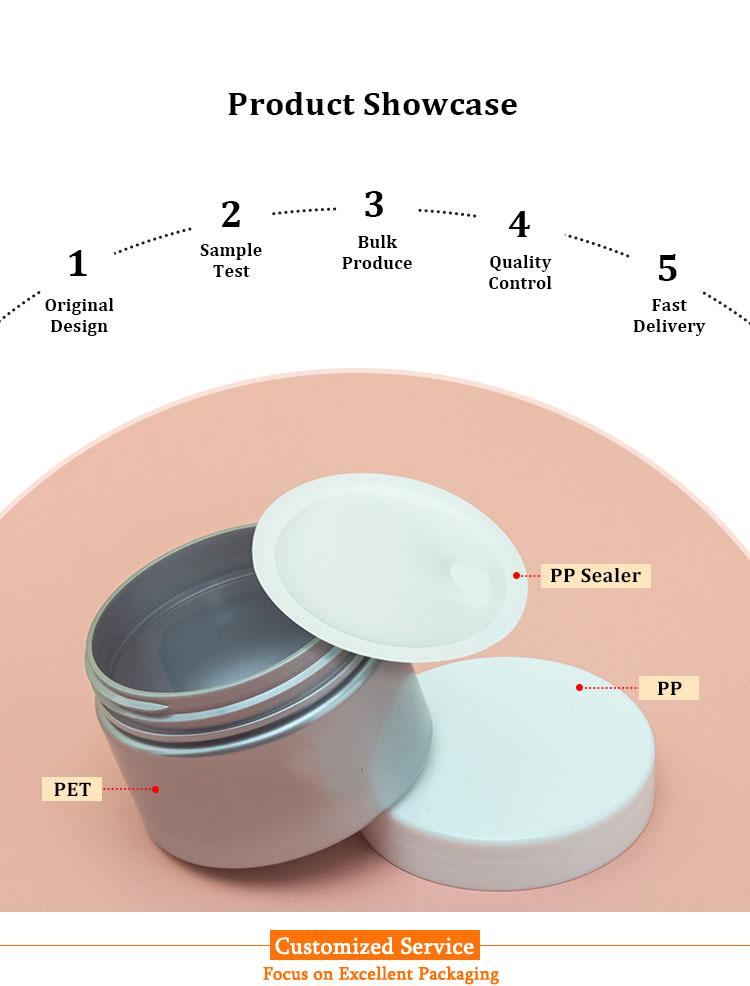 Product Showcase
1
Original
Design
2
Sample
Test
3
Bulk
Produce
4
Quality
Control
5
Fast
Delivery
PP Sealer
PP
PET
Customized Service
Focus on Excellent Packaging